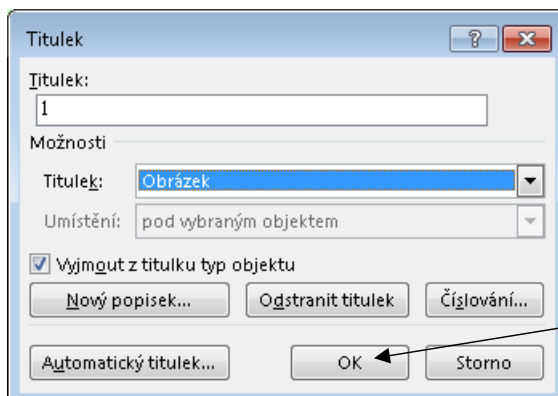 Titulek
Titulek:
1
Možnosti
Titulek: Obrázek
Umístění: pod vybraným objektem
Vyjmout z titulku typ objektu
Nový popisek... Odstranit titulek Číslování...
Automatický titulek... OK Storno